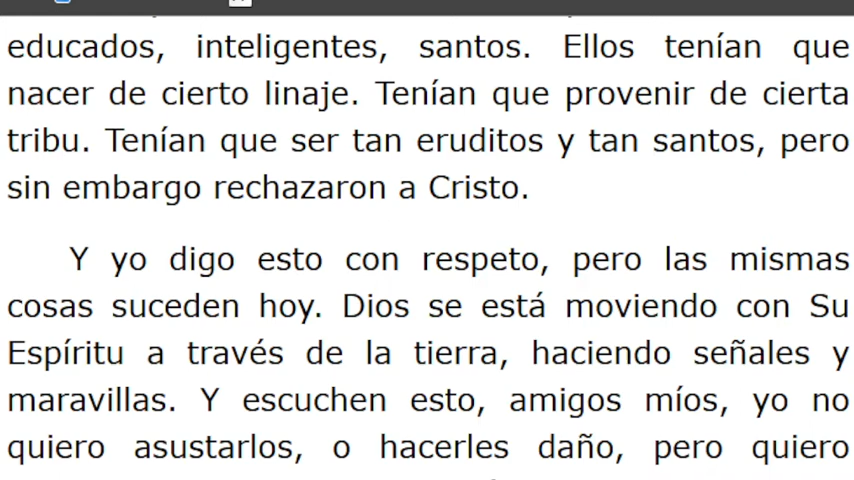 educados, inteligentes, santos. Ellos tenían que
nacer de cierto linaje. Tenían que provenir de cierta
tribu. Tenían que ser tan eruditos y tan santos, pero
sin embargo rechazaron a Cristo.
Y yo digo esto con respeto, pero las mismas
cosas suceden hoy. Dios se está moviendo con Su
Espíritu a través de la tierra, haciendo señales y
maravillas. Y escuchen esto, amigos míos, yo no
quiero asustarlos, o hacerles daño, pero quiero